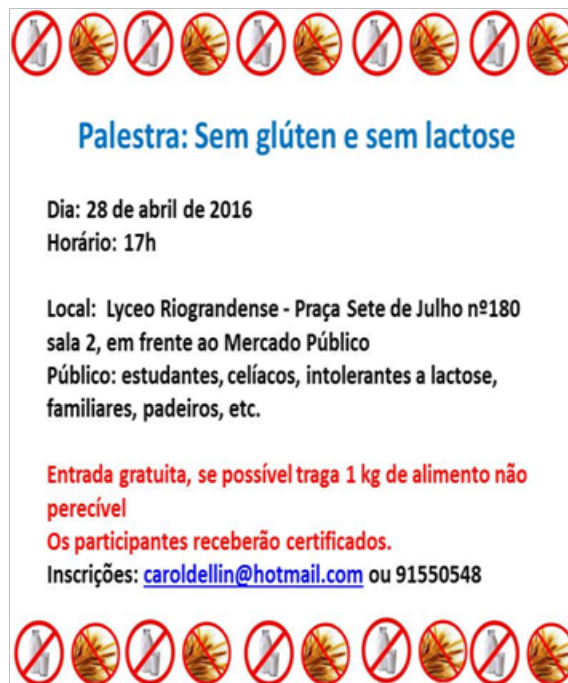 Palestra: Sem glúten e sem lactose
Dia: 28 de abril de 2016
Horário: 17h
Local: Lyceo Riograndense - Praça Sete de Julho nº180
sala 2, em frente ao Mercado Público
Público: estudantes, celíacos, intolerantes a lactose,
familiares, padeiros, etc.
Entrada gratuita, se possível traga 1 kg de alimento não
perecível
Os participantes receberão certificados.
Inscrições: caroldellin@hotmail.com ou 91550548